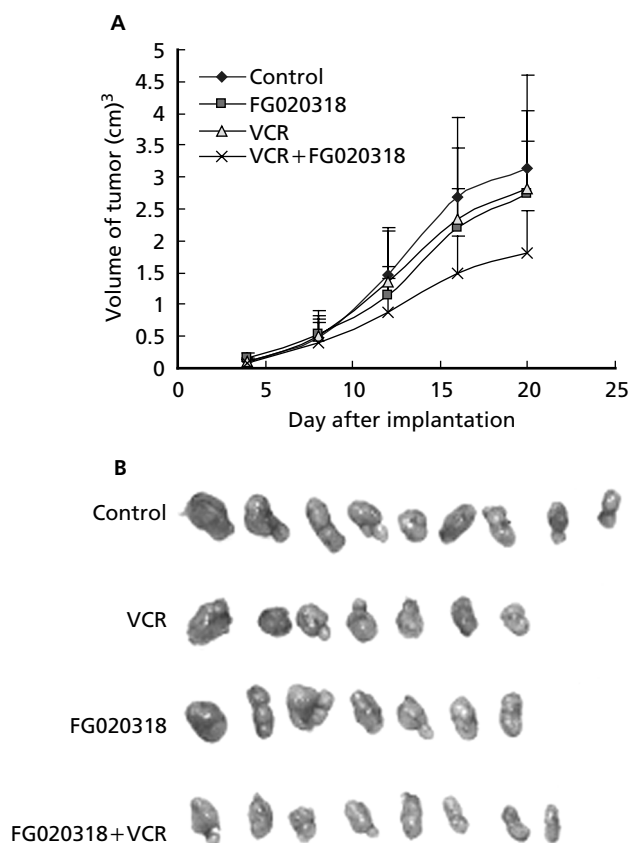 A
5
4.5
4
3.5
3
2.5
2
1.5
1
0.5
0
Volume of tumor (cm)³
Control
FG020318
VCR
VCR+FG020318
0 5 10 15 20 25
Day after implantation
B
Control
VCR
FG020318
FG020318+VCR